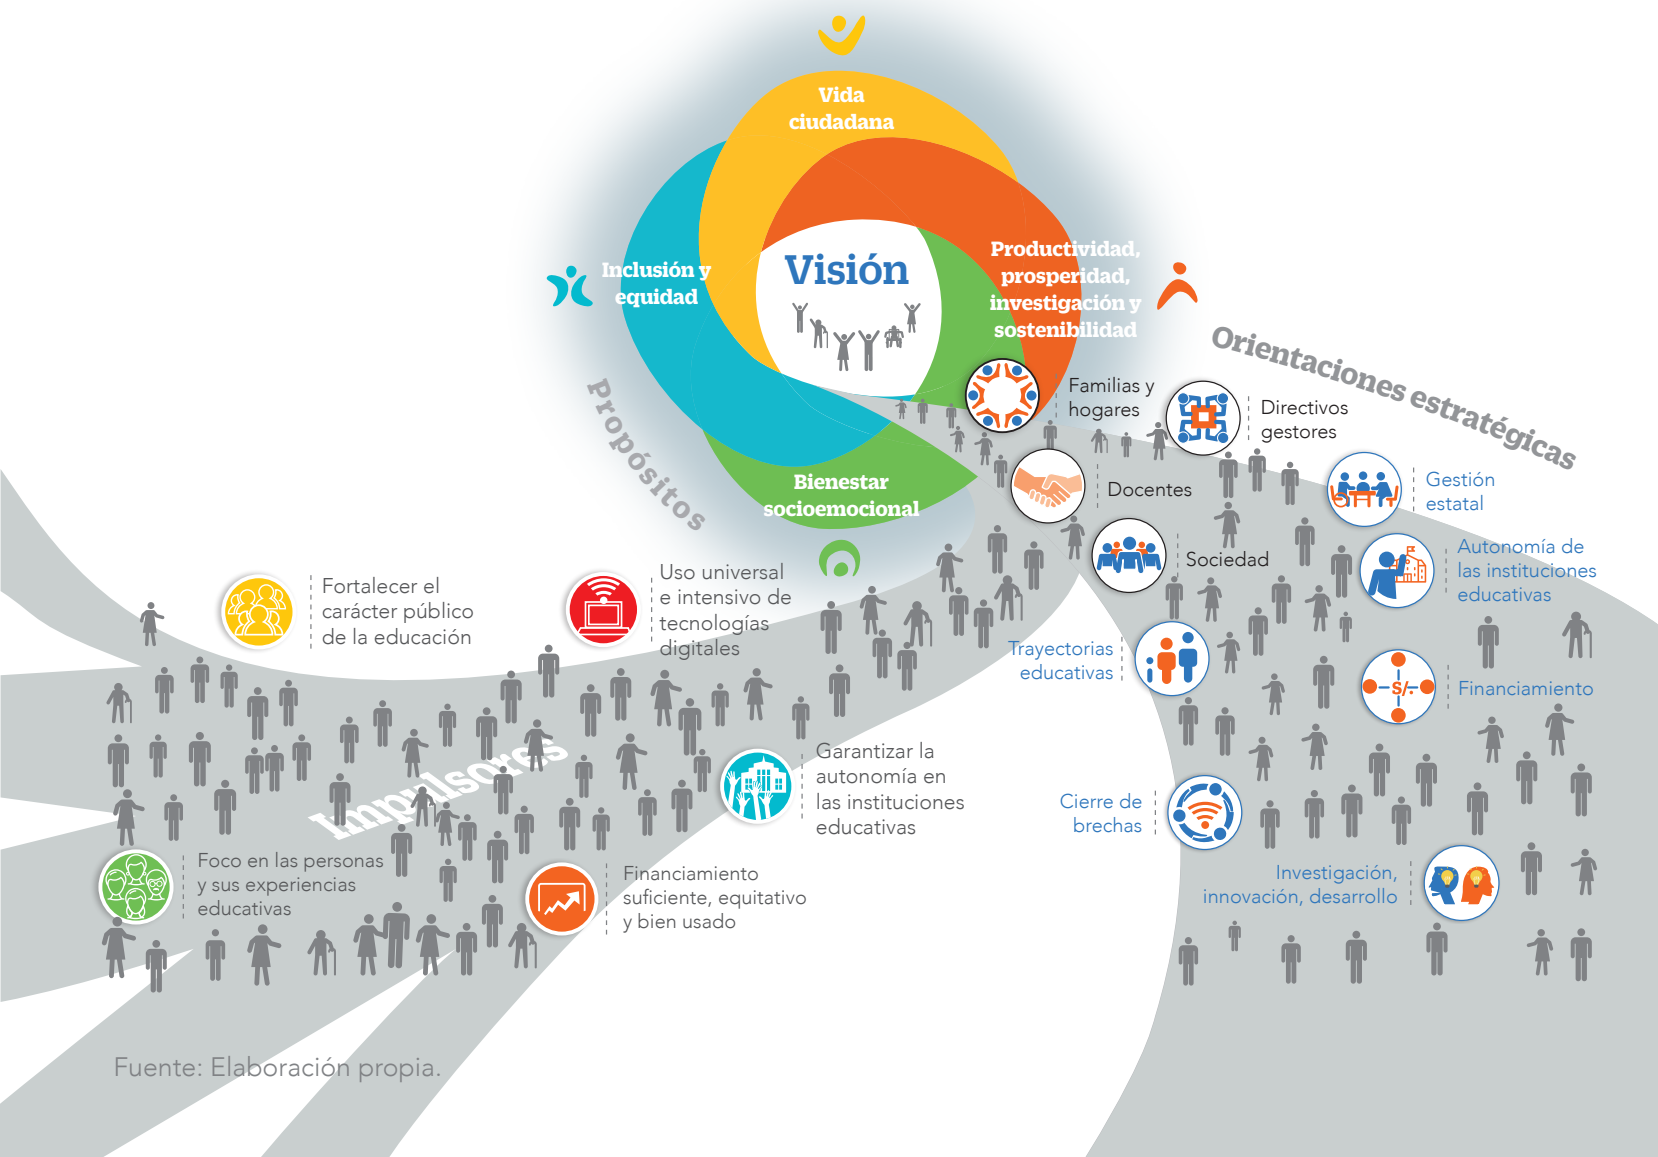 Vida
ciudadana
Visión
Inclusión y
equidad
Productividad,
prosperidad,
investigación y
sostenibilidad
Bienestar
socioemocional
Propósitos
Orientaciones estratégicas
Familias y
hogares
Directivos
gestores
Docentes
Gestión
estatal
Sociedad
Autonomía de
las instituciones
educativas
Trayectorias
educativas
S/.
Financiamiento
Cierre de
brechas
Investigación,
innovación, desarrollo
Fortalecer el
carácter público
de la educación
Uso universal
e intensivo de
tecnologías
digitales
Impulsores
Garantizar la
autonomía en
las instituciones
educativas
Foco en las personas
y sus experiencias
educativas
Financiamiento
suficiente, equitativo
y bien usado
Fuente: Elaboración propia.